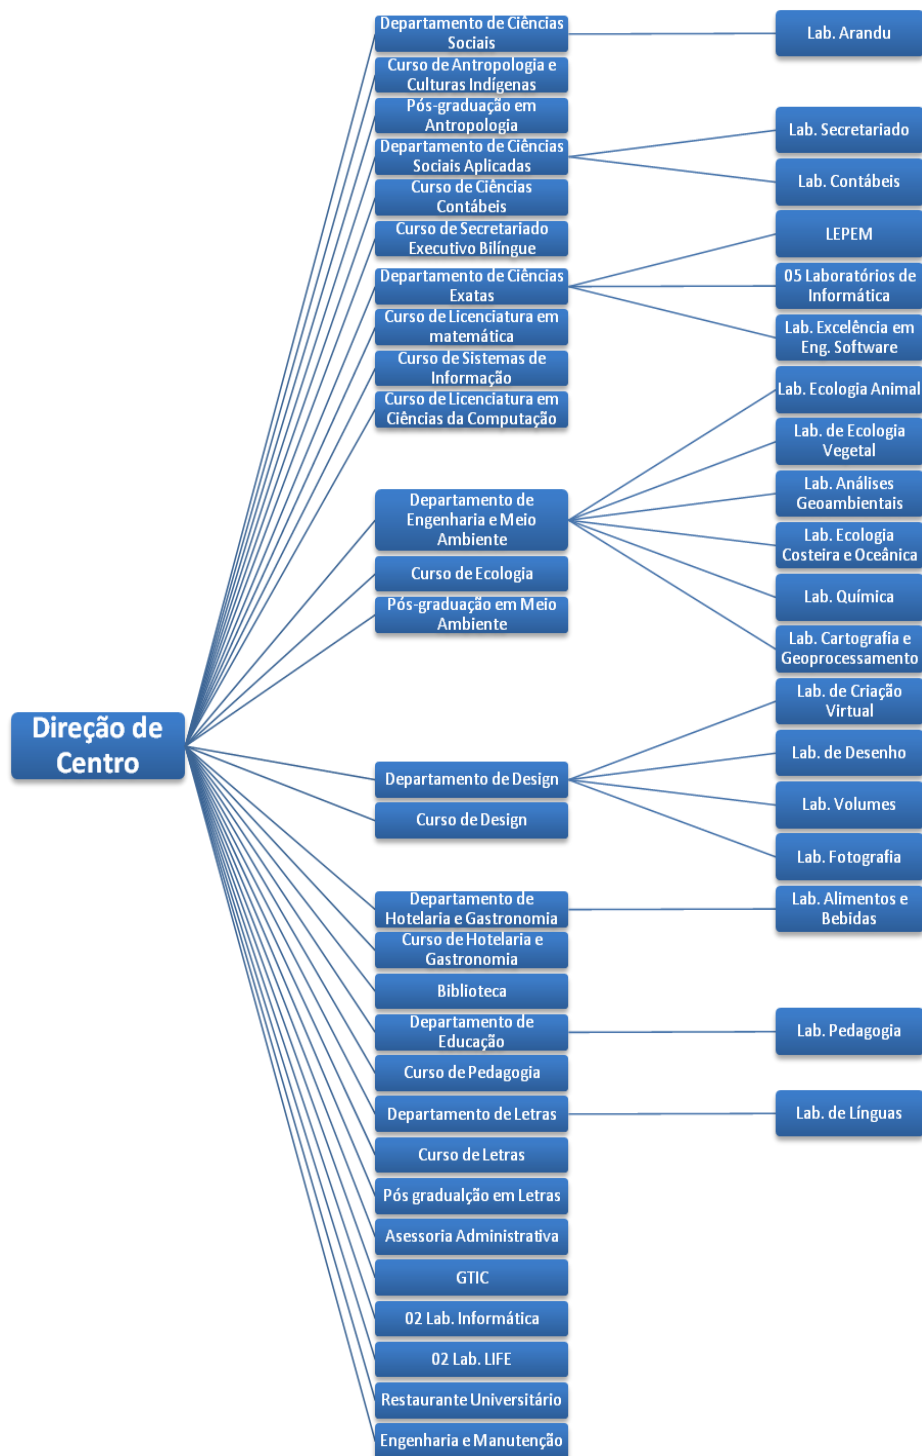 Direção de
Centro
Departamento de Ciências
Sociais
Lab. Arandu
Curso de Antropologia e
Culturas Indígenas
Pós-graduação em
Antropologia
Departamento de Ciências
Sociais Aplicadas
Lab. Secretariado
Lab. Contábeis
Curso de Ciências
Contábeis
Curso de Secretariado
Executivo Bilíngue
Departamento de Ciências
Exatas
LEPEM
05 Laboratórios de
Informática
Lab. Excelência em
Eng. Software
Curso de Licenciatura em
matemática
Curso de Sistemas de
Informação
Curso de Licenciatura em
Ciências da Computação
Departamento de
Engenharia e Meio
Ambiente
Lab. Ecologia Animal
Lab. de Ecologia
Vegetal
Lab. Análises
Geoambientais
Lab. Ecologia
Costeira e Oceânica
Lab. Química
Lab. Cartografia e
Geoprocessamento
Curso de Ecologia
Pós-graduação em Meio
Ambiente
Departamento de Design
Lab. de Criação
Virtual
Lab. de Desenho
Lab. Volumes
Lab. Fotografia
Curso de Design
Departamento de
Hotelaria e Gastronomia
Lab. Alimentos e
Bebidas
Curso de Hotelaria e
Gastronomia
Biblioteca
Departamento de
Educação
Lab. Pedagogia
Curso de Pedagogia
Departamento de Letras
Lab. de Línguas
Curso de Letras
Pós gradualção em Letras
Asessoria Administrativa
GTIC
02 Lab. Informática
02 Lab. LIFE
Restaurante Universitário
Engenharia e Manutenção